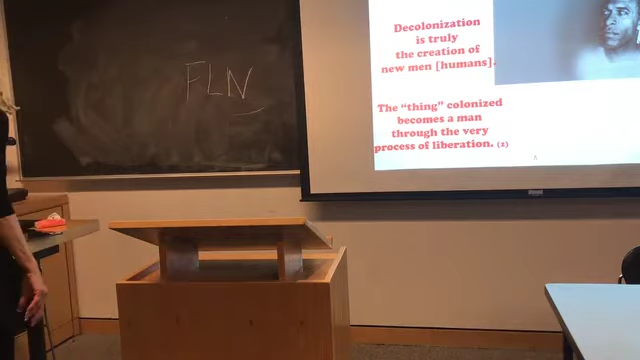 FLN
Decolonization
is truly
the creation of
new men [humans].
The “thing” colonized
becomes a man
through the very
process of liberation. (2)